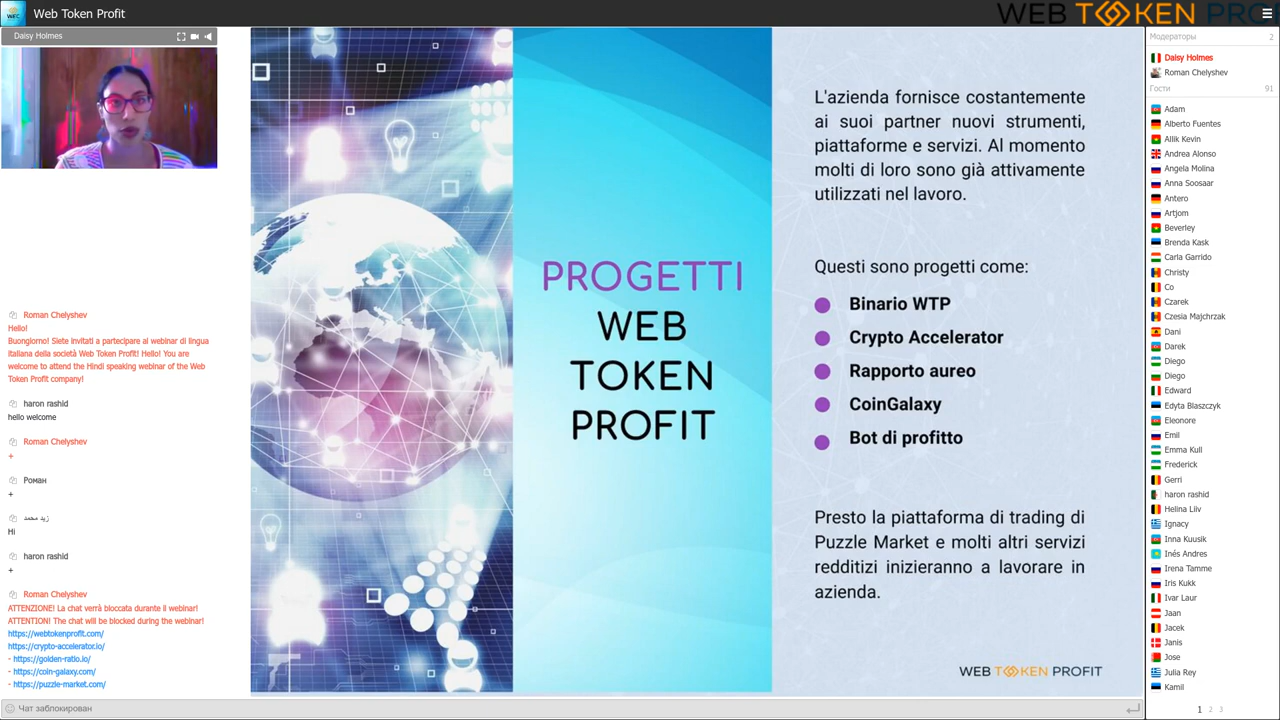 Web Token Profit
WEB TOKEN PRO
Daisy Holmes
Roman Chelyshev
Hello!
Buongiorno! Siete invitati a partecipare al webinar di lingua
italiana della società Web Token Profit! Hello! You are
welcome to attend the Hindi speaking webinar of the Web
Token Profit company!
haron rashid
hello welcome
Roman Chelyshev
+
Роман
+
زيد محمد
Hi
haron rashid
+
Roman Chelyshev
ATTENZIONE! La chat verrà bloccata durante il webinar!
ATTENTION! The chat will be blocked during the webinar!
https://webtokenprofit.com/
https://crypto-accelerator.io/
- https://golden-ratio.io/
- https://coin-galaxy.com/
- https://puzzle-market.com/
Чат заблокирован
PROGETTI
WEB
TOKEN
PROFIT
L'azienda fornisce costantemente
ai suoi partner nuovi strumenti,
piattaforme e servizi. Al momento
molti di loro sono già attivamente
utilizzati nel lavoro.
Questi sono progetti come:
Binario WTP
Crypto Accelerator
Rapporto aureo
CoinGalaxy
Bot di profitto
Presto la piattaforma di trading di
Puzzle Market e molti altri servizi
redditizi inizieranno a lavorare in
azienda.
WEB TOKEN PROFIT
Модераторы 2
Daisy Holmes
Roman Chelyshev
Гости 91
Adam
Alberto Fuentes
Allik Kevin
Andrea Alonso
Angela Molina
Anna Soosaar
Antero
Artjom
Beverley
Brenda Kask
Carla Garrido
Christy
Co
Czarek
Czesia Majchrzak
Dani
Darek
Diego
Diego
Edward
Edyta Blaszczyk
Eleonore
Emil
Emma Kull
Frederick
Gerri
haron rashid
Helina Liiv
Ignacy
Inna Kuusik
Inés Andres
Irena Tamme
Iris Kukk
Ivar Laur
Jaan
Jacek
Janis
Jose
Julia Rey
Kamil
1 2 3